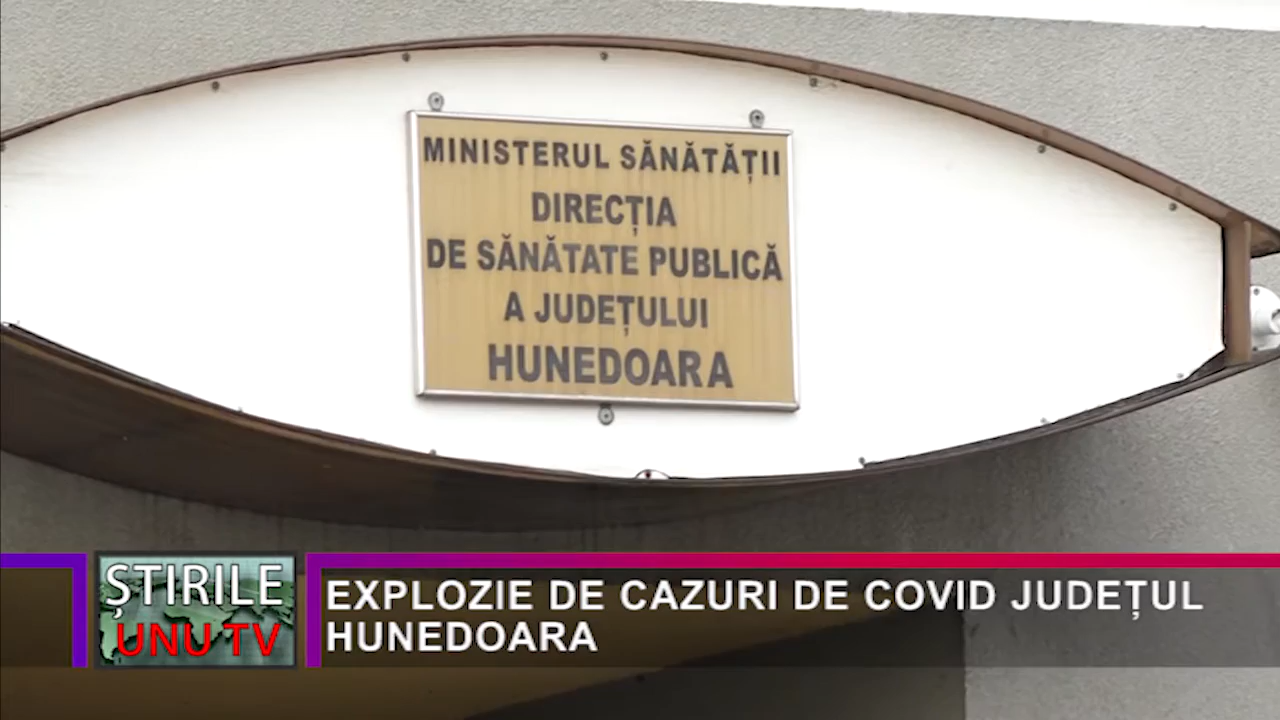 MINISTERUL SĂNĂTĂȚII
DIRECȚIA
DE SĂNĂTATE PUBLICĂ
A JUDEȚULUI
HUNEDOARA
ȘTIRILE
UNU TV
EXPLOZIE DE CAZURI DE COVID JUDEȚUL
HUNEDOARA